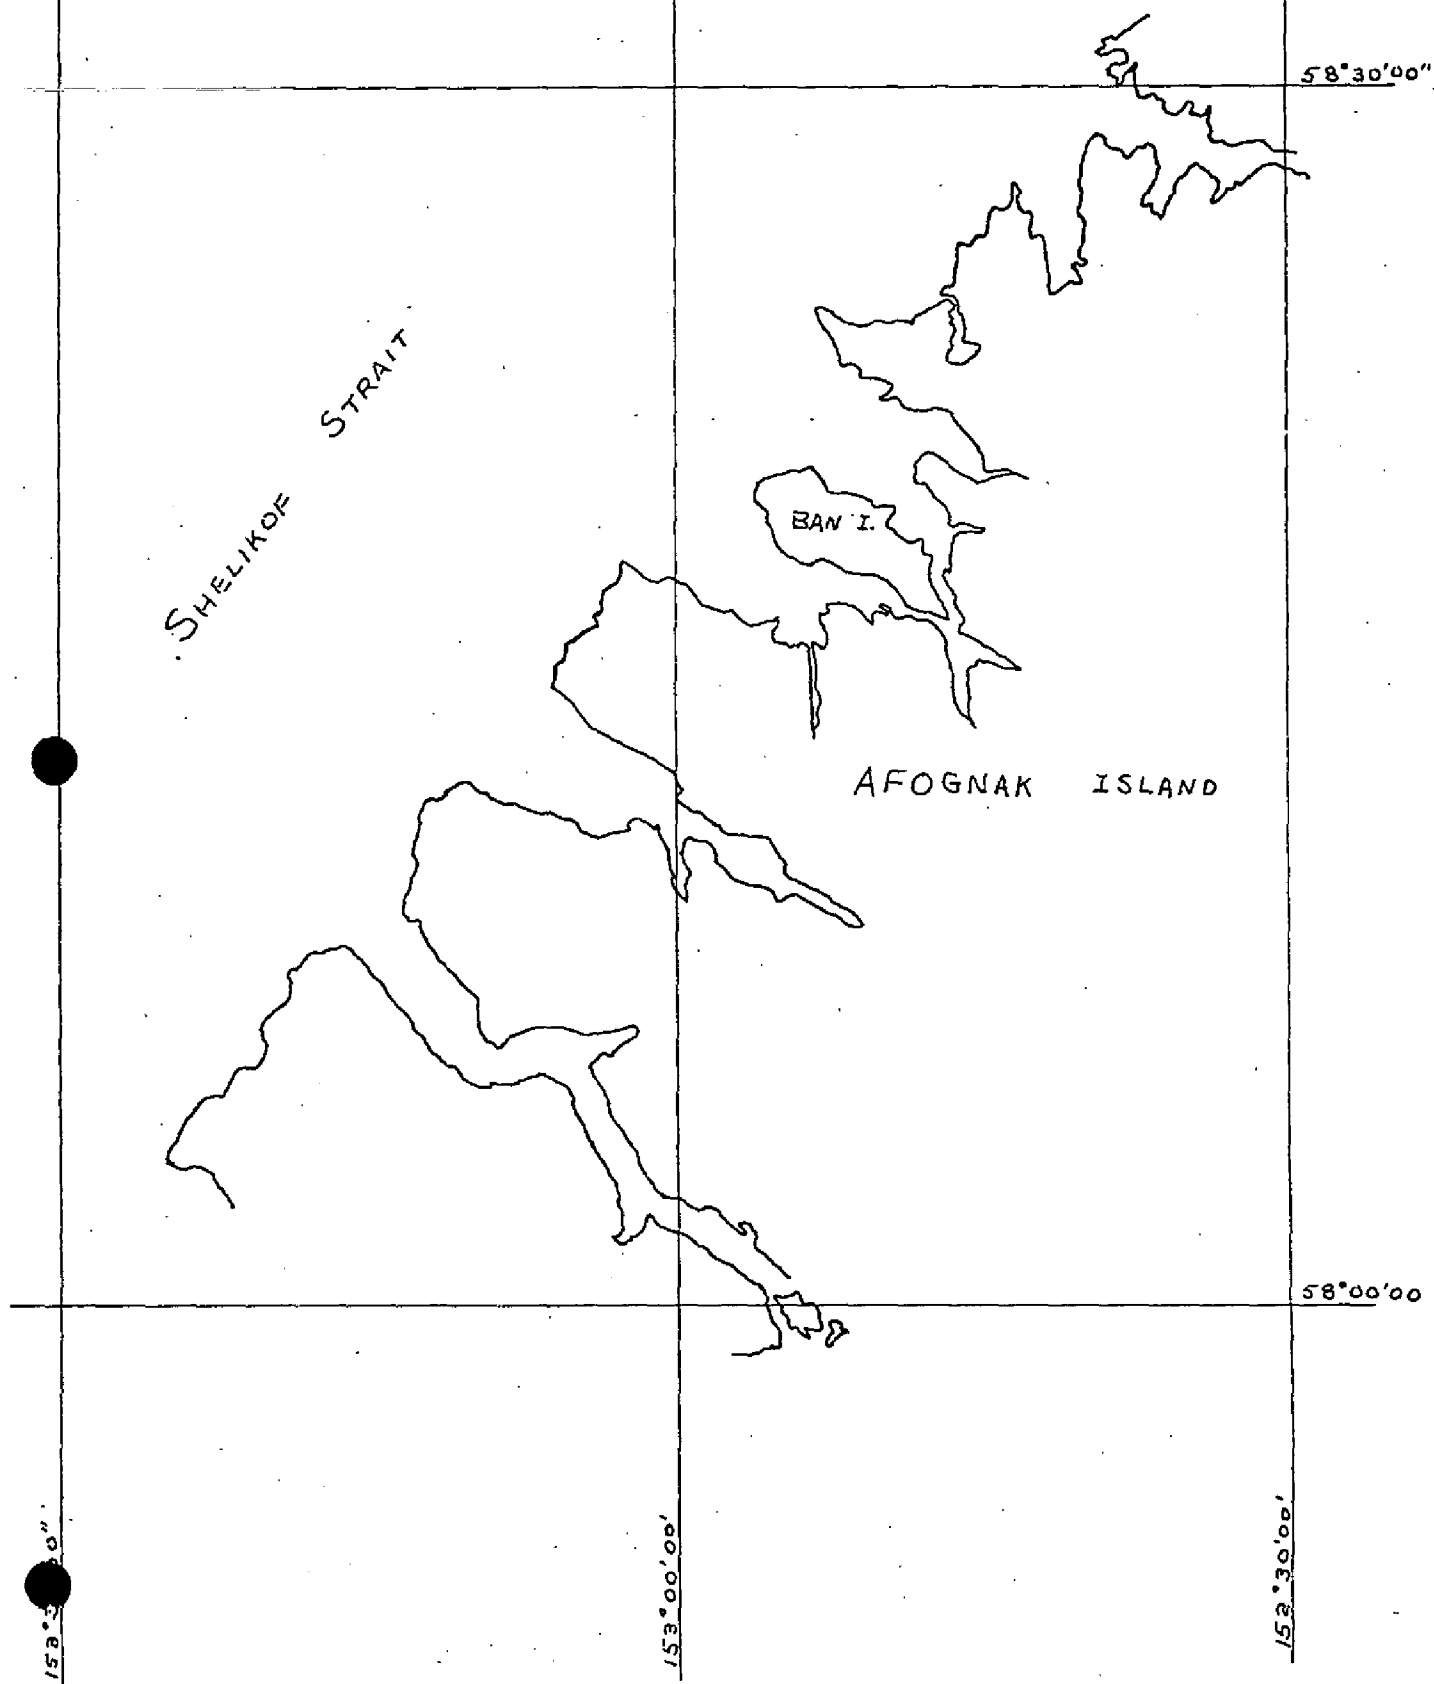 58°30'00"
SHELIKOF STRAIT
BAN I.
AFOGNAK ISLAND
58°00'00
153°00'00'
152°30'00'